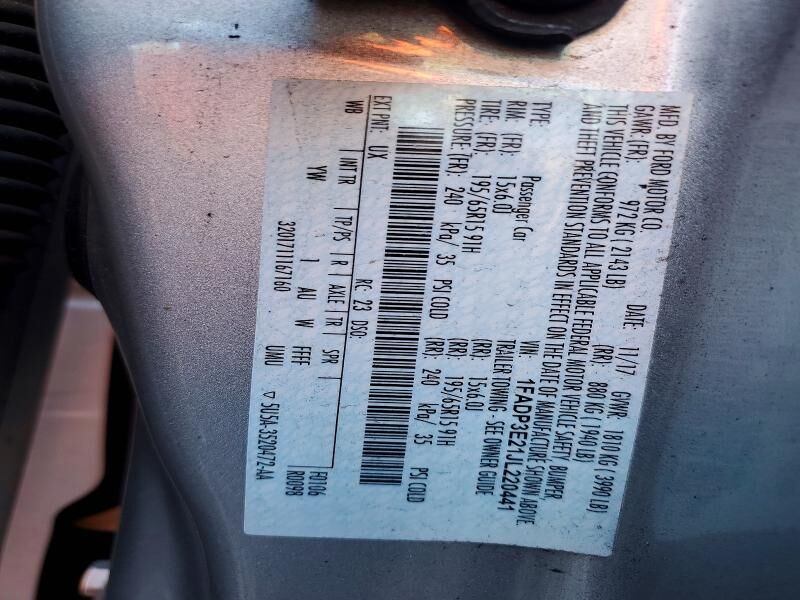 MFD. BY FORD MOTOR CO. DATE: 11/17 GVWR: 1810 KG ( 3990 LB)
GAWR: (FR): 972 KG ( 2143 LB) (RR): 880 KG ( 1940 LB)
THIS VEHICLE CONFORMS TO ALL APPLICABLE FEDERAL MOTOR VEHICLE SAFETY, BUMPER,
AND THEFT PREVENTION STANDARDS IN EFFECT ON THE DATE OF MANUFACTURE SHOWN ABOVE.
VIN: 1FADP3E21JL220441
TYPE: Passenger Car TRAILER TOWING - SEE OWNER GUIDE
RIM: (FR): 15x6.0J (RR): 15x6.0J
TIRE: (FR): 195/65R15 91H (RR): 195/65R15 91H
PRESSURE: (FR): 240 kPa/ 35 PSI COLD (RR): 240 kPa/ 35 PSI COLD
EXT PNT: UX RC: 23 DSO:
WB INT TR TP/PS R AXLE TR SPR F0106
YW I AU W FFFF R0098
320171116716O UMU
5U5A-3520472-AA